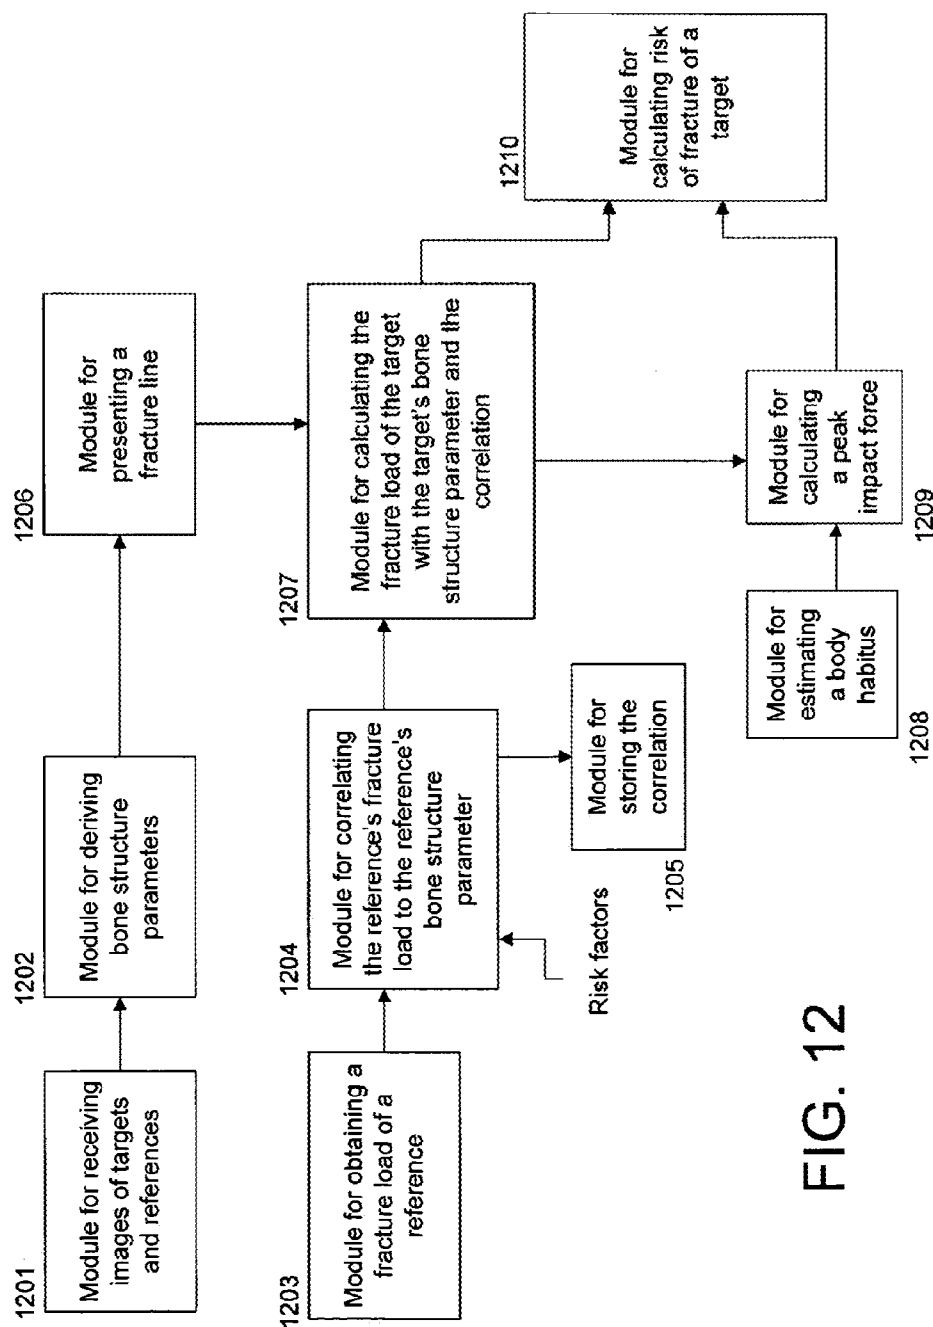 1201
Module for receiving
images of targets
and references
1202
Module for deriving
bone structure
parameters
1206
Module for
presenting a
fracture line
1203
Module for obtaining a
fracture load of a
reference
1204
Module for correlating
the reference's fracture
load to the reference's
bone structure
parameter
Risk factors
1205
Module for
storing the
correlation
1207
Module for calculating the
fracture load of the target
with the target's bone
structure parameter and the
correlation
1208
Module for
estimating
a body
habitus
1209
Module for
calculating
a peak
impact force
1210
Module for
calculating risk
of fracture of a
target
FIG. 12